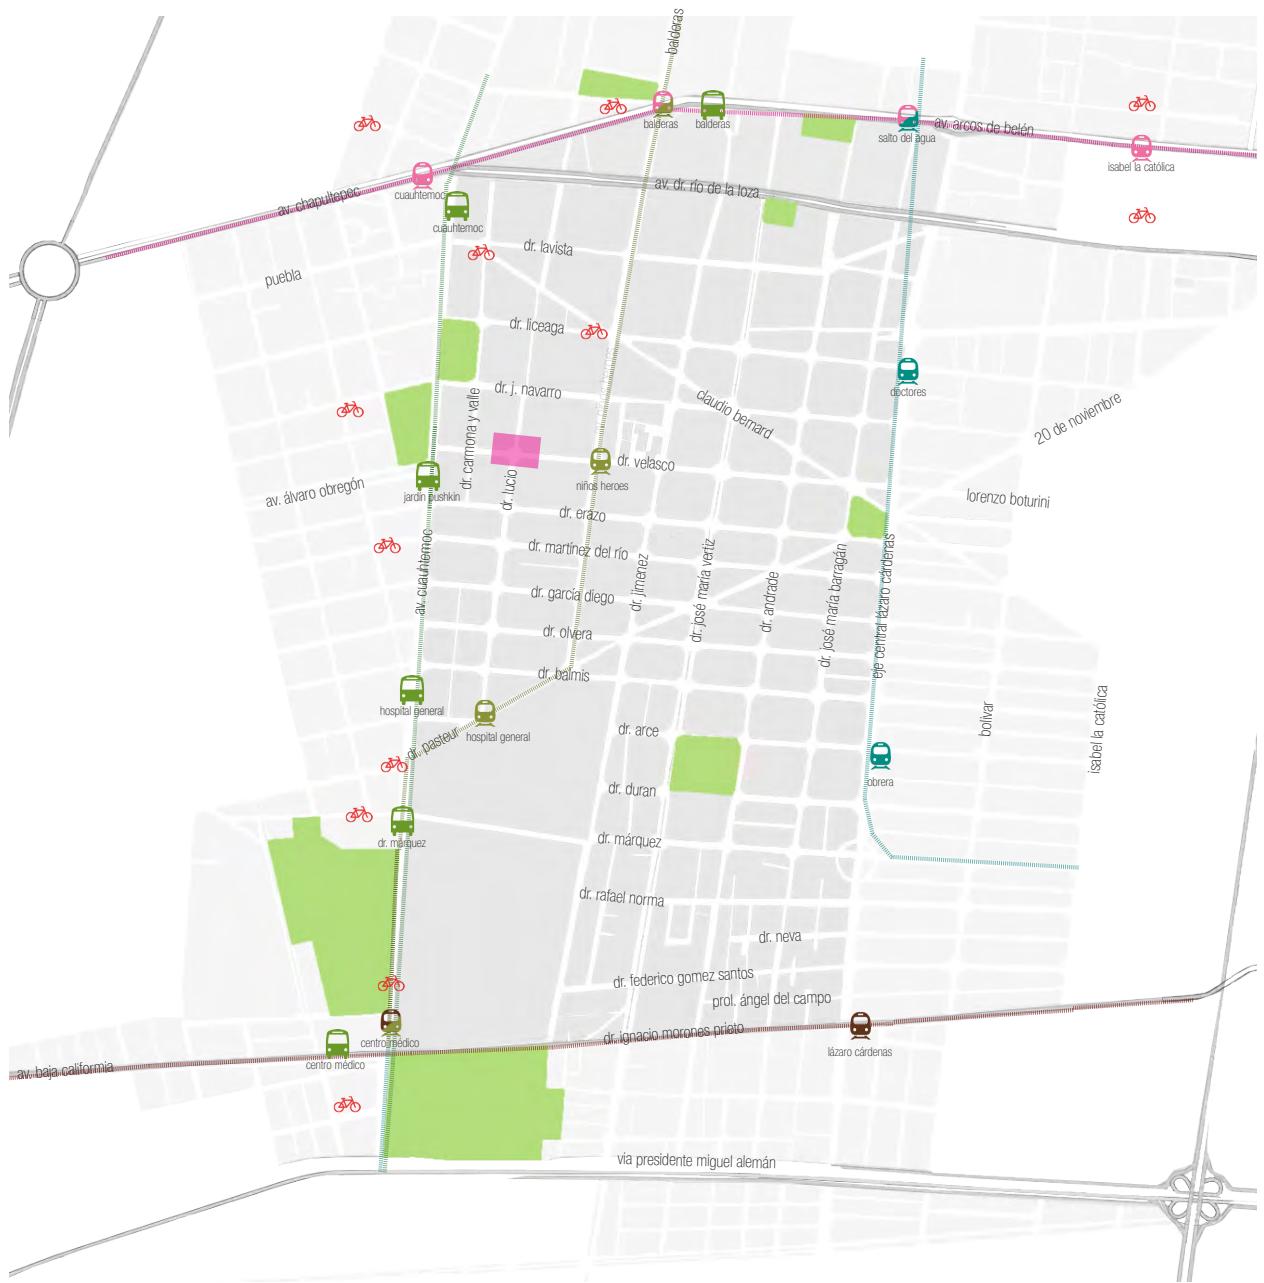 balderas
balderas
balderas
salto del agua
av. arcos de belén
isabel la católica
cuauhtemoc
av. chapultepec
av. dr. río de la loza
cuauhtemoc
dr. lavista
puebla
dr. liceaga
dr. j. navarro
doctores
claudio bernard
20 de noviembre
dr. carmona y valle
dr. velasco
niños heroes
dr. lucio
av. álvaro obregón
jardín pushkin
lorenzo boturini
dr. erazo
dr. martínez del río
av. cuauhtemoc
dr. jimenez
dr. josé maría vertiz
dr. andrade
dr. josé maría barragán
eje central lázaro cárdenas
dr. garcía diego
dr. olvera
dr. balmis
hospital general
hospital general
dr. pasteur
dr. arce
bolívar
isabel la católica
obrera
dr. duran
dr. márquez
dr. márquez
dr. rafael norma
dr. neva
dr. federico gomez santos
prol. ángel del campo
dr. ignacio morones prieto
lázaro cárdenas
centro médico
centro médico
av. baja california
via presidente miguel alemán